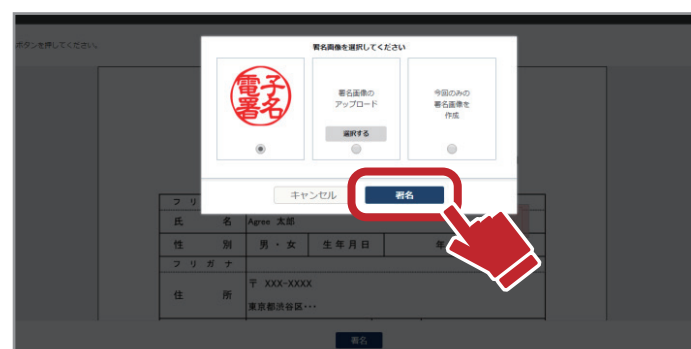 ボタンを押してください。
署名画像を選択してください
電子
署名
署名画像の
アップロード
選択する
今回のみの
署名画像を
作成
キャンセル
署名
フリ
氏 名 Agree 太郎
性 別 男・女 生年月日 年
フリガナ
住 所 〒 XXX-XXXX
東京都渋谷区・・・
署名